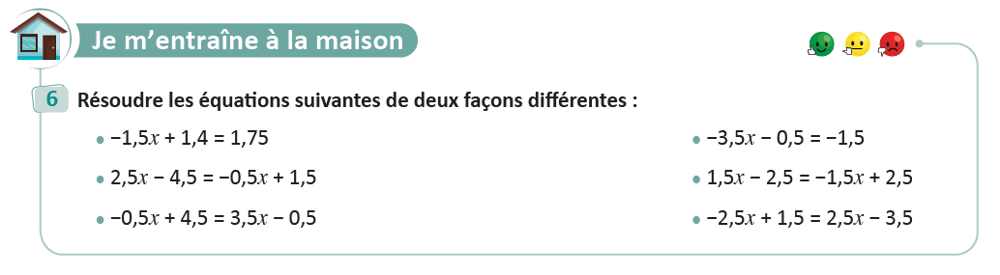 Je m’entraîne à la maison
6 Résoudre les équations suivantes de deux façons différentes :
• −1,5x + 1,4 = 1,75
• −3,5x − 0,5 = −1,5
• 2,5x − 4,5 = −0,5x + 1,5
• 1,5x − 2,5 = −1,5x + 2,5
• −0,5x + 4,5 = 3,5x − 0,5
• −2,5x + 1,5 = 2,5x − 3,5